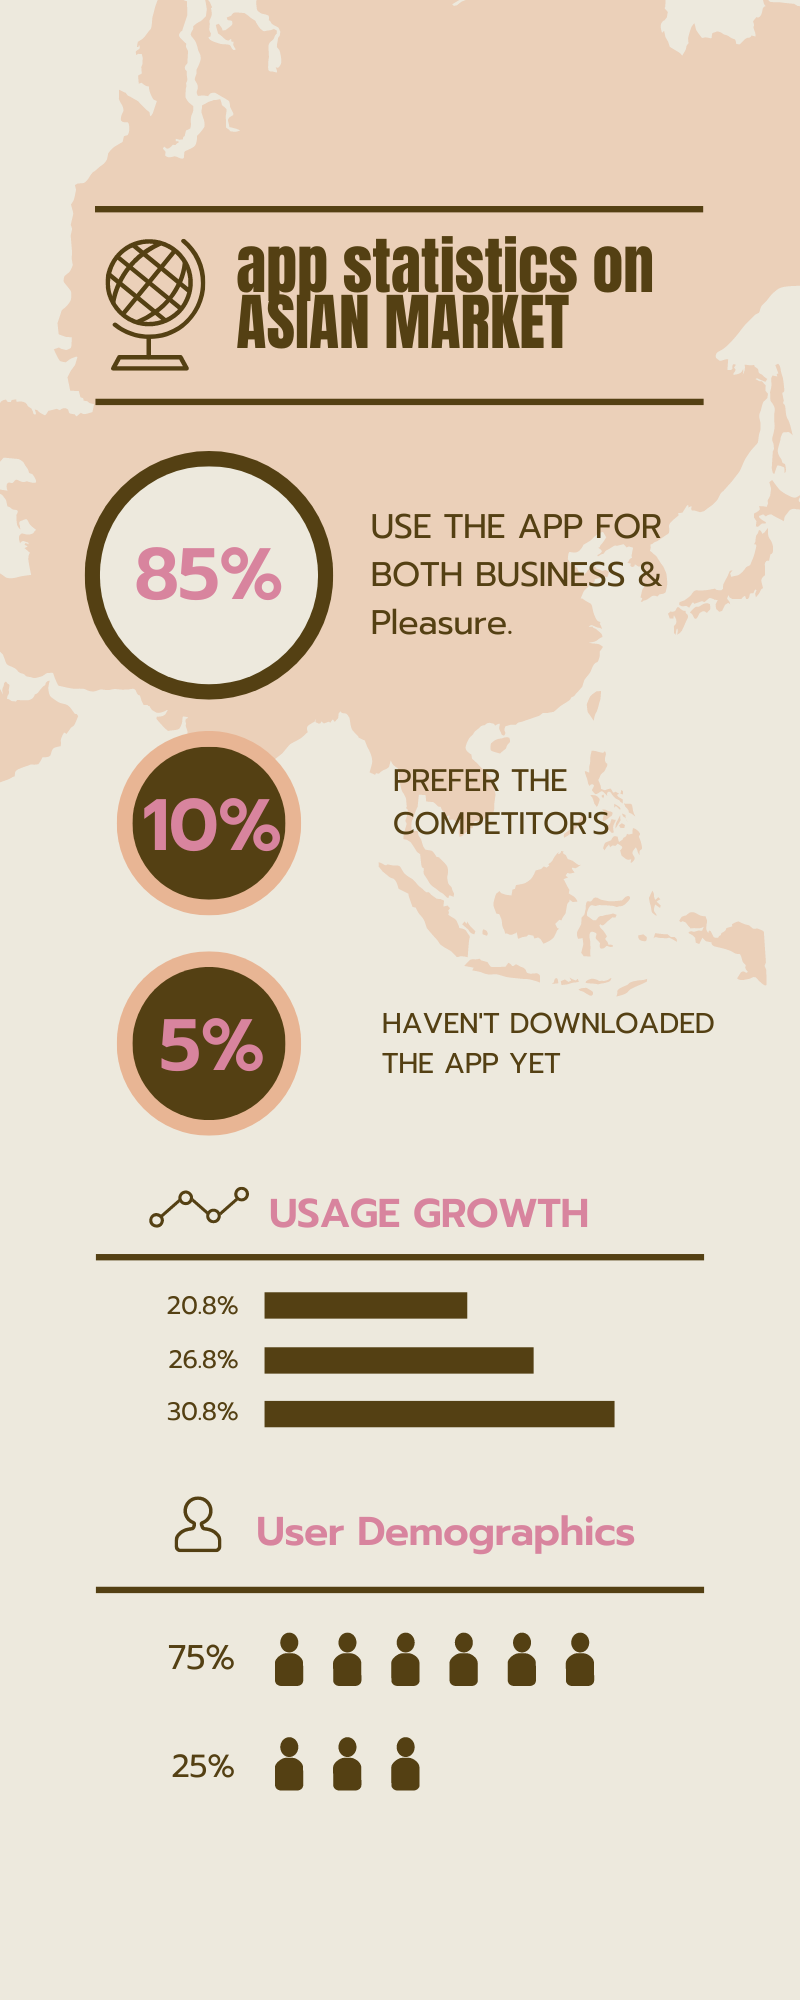 app statistics on
ASIAN MARKET
85%
USE THE APP FOR
BOTH BUSINESS &
Pleasure.
10%
PREFER THE
COMPETITOR'S
5%
HAVEN'T DOWNLOADED
THE APP YET
USAGE GROWTH
20.8%
26.8%
30.8%
User Demographics
75%
25%